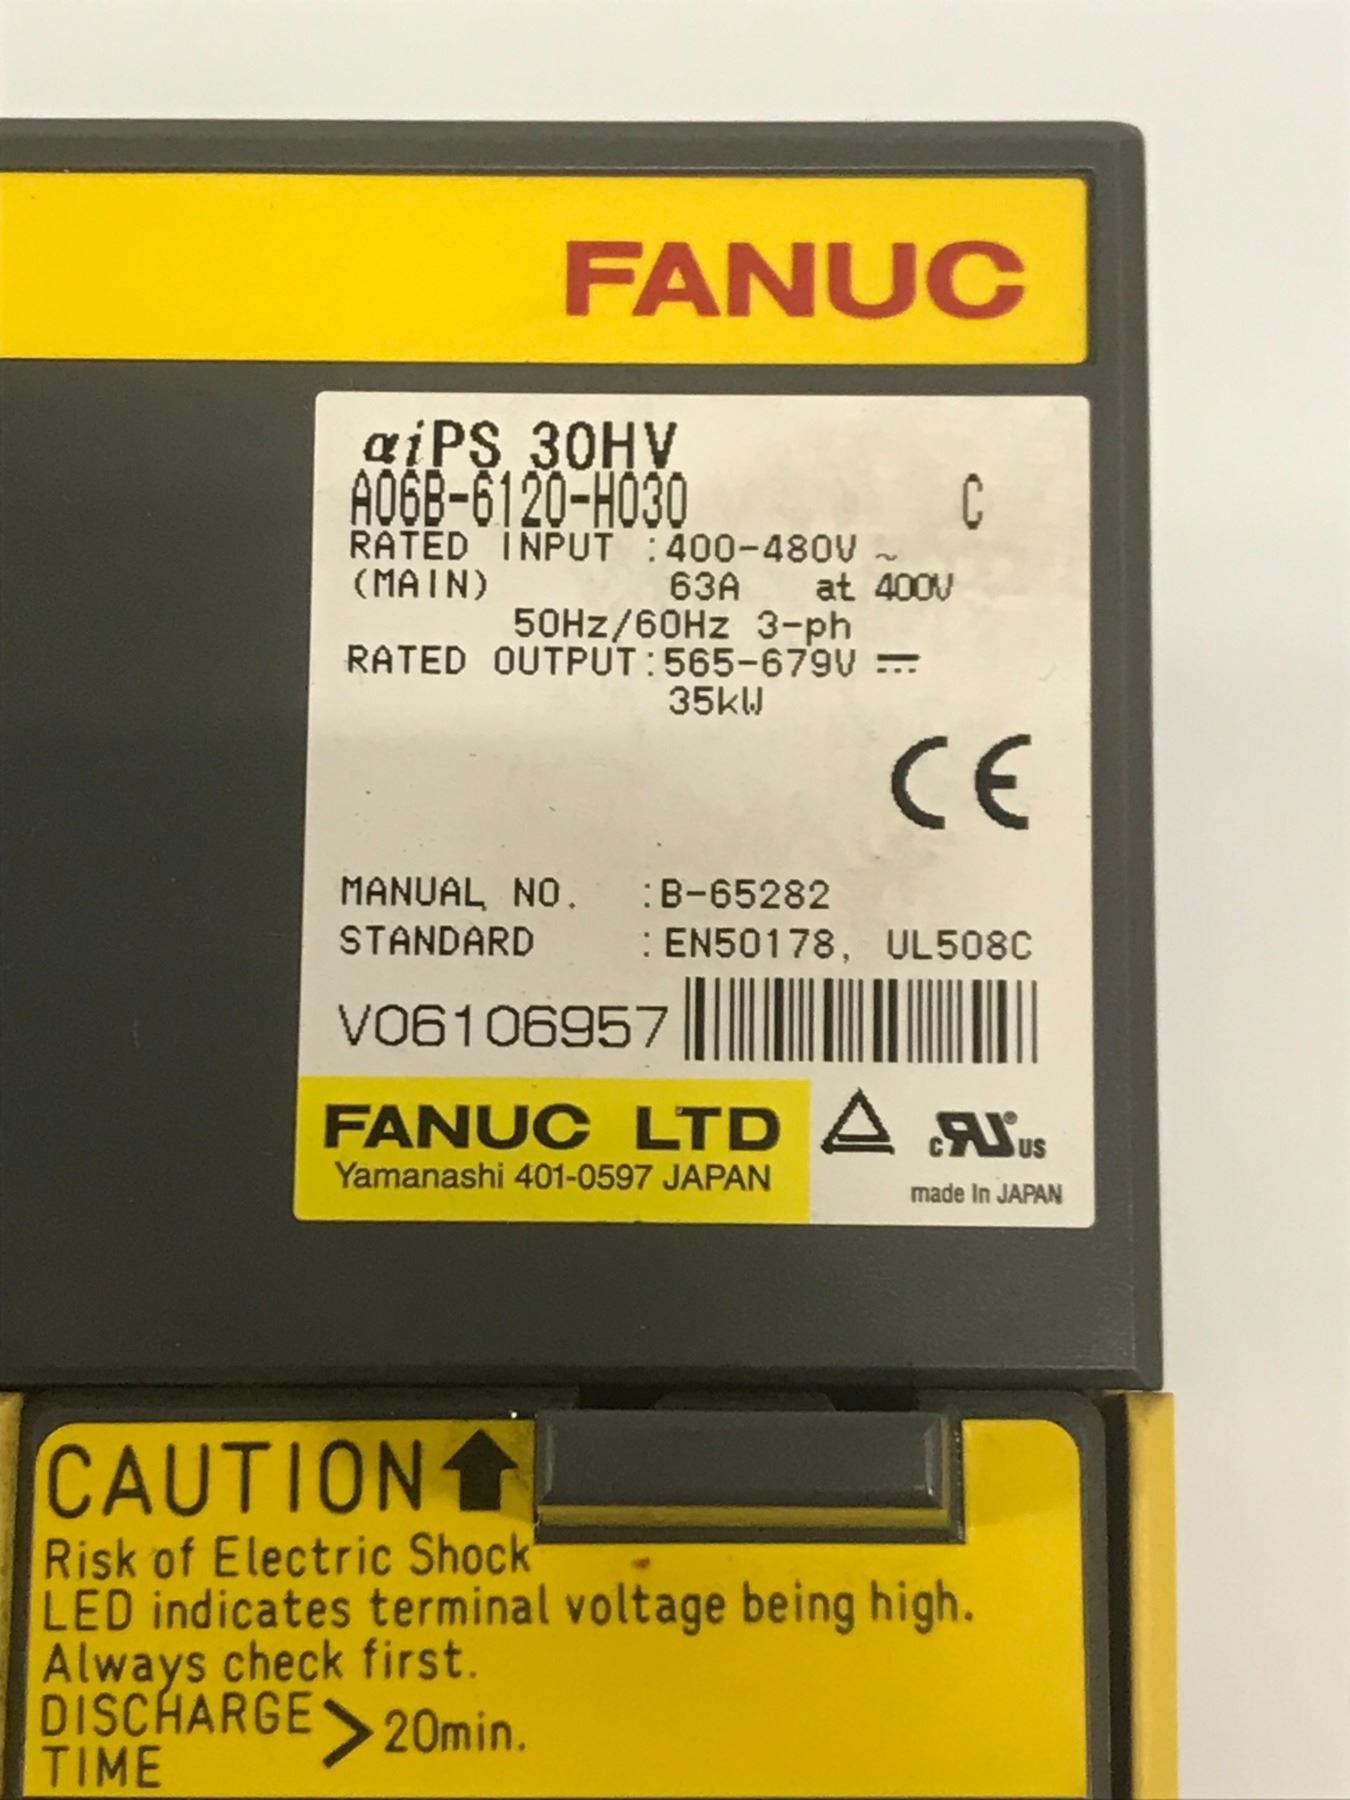 FANUC
αiPS 30HV
A06B-6120-H030 C
RATED INPUT :400-480V ~
(MAIN) 63A at 400V
50Hz/60Hz 3-ph
RATED OUTPUT:565-679V ⎓
35kW
CE
MANUAL NO. :B-65282
STANDARD :EN50178, UL508C
V06106957
FANUC LTD
Yamanashi 401-0597 JAPAN
c RU ® US
made in JAPAN
CAUTION
Risk of Electric Shock
LED indicates terminal voltage being high.
Always check first.
DISCHARGE TIME > 20min.